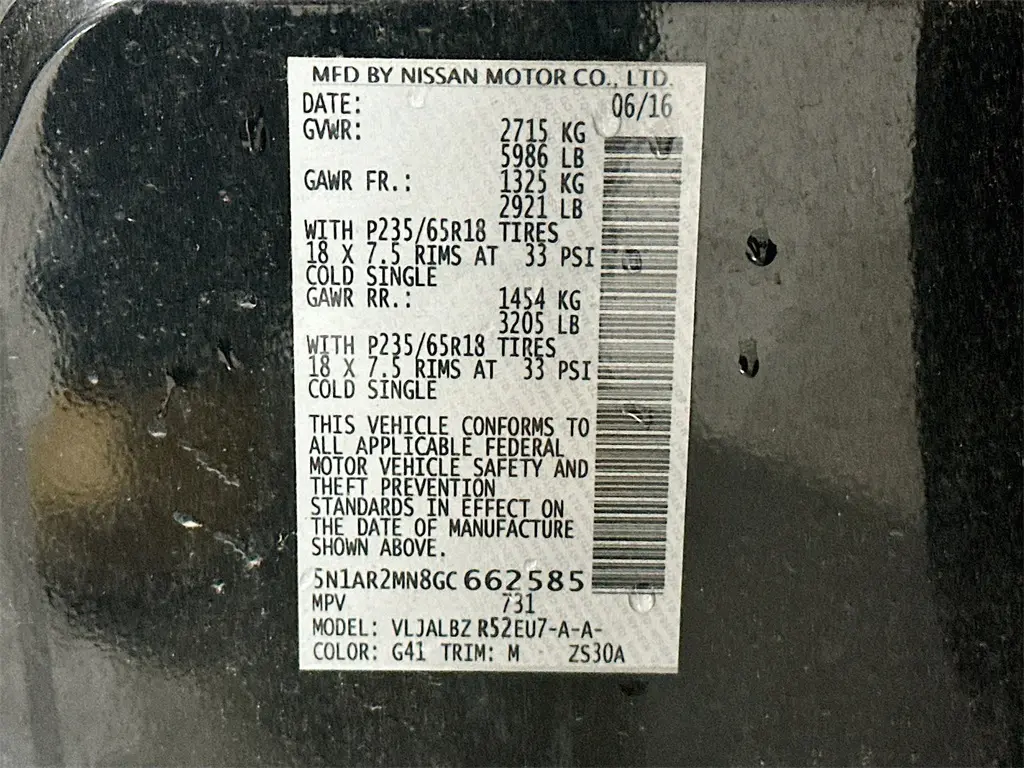 MFD BY NISSAN MOTOR CO., LTD.
DATE: 06/16
GVWR: 2715 KG
5986 LB
GAWR FR.: 1325 KG
2921 LB
WITH P235/65R18 TIRES
18 X 7.5 RIMS AT 33 PSI
COLD SINGLE
GAWR RR.: 1454 KG
3205 LB
WITH P235/65R18 TIRES
18 X 7.5 RIMS AT 33 PSI
COLD SINGLE
THIS VEHICLE CONFORMS TO
ALL APPLICABLE FEDERAL
MOTOR VEHICLE SAFETY AND
THEFT PREVENTION
STANDARDS IN EFFECT ON
THE DATE OF MANUFACTURE
SHOWN ABOVE.
5N1AR2MN8GC662585
MPV 731
MODEL: VLJALBZ R52EU7-A-A-
COLOR: G41 TRIM: M ZS30A